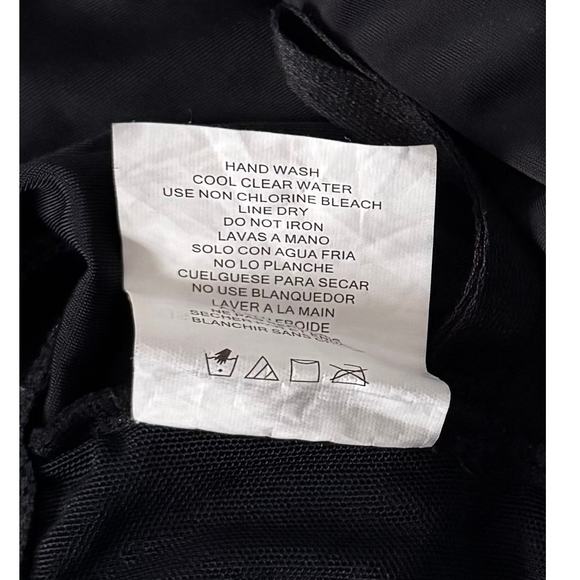 HAND WASH
COOL CLEAR WATER
USE NON CHLORINE BLEACH
LINE DRY
DO NOT IRON
LAVAS A MANO
SOLO CON AGUA FRIA
NO LO PLANCHE
CUELGUESE PARA SECAR
NO USE BLANQUEDOR
LAVER A LA MAIN
BLANCHIR SANS